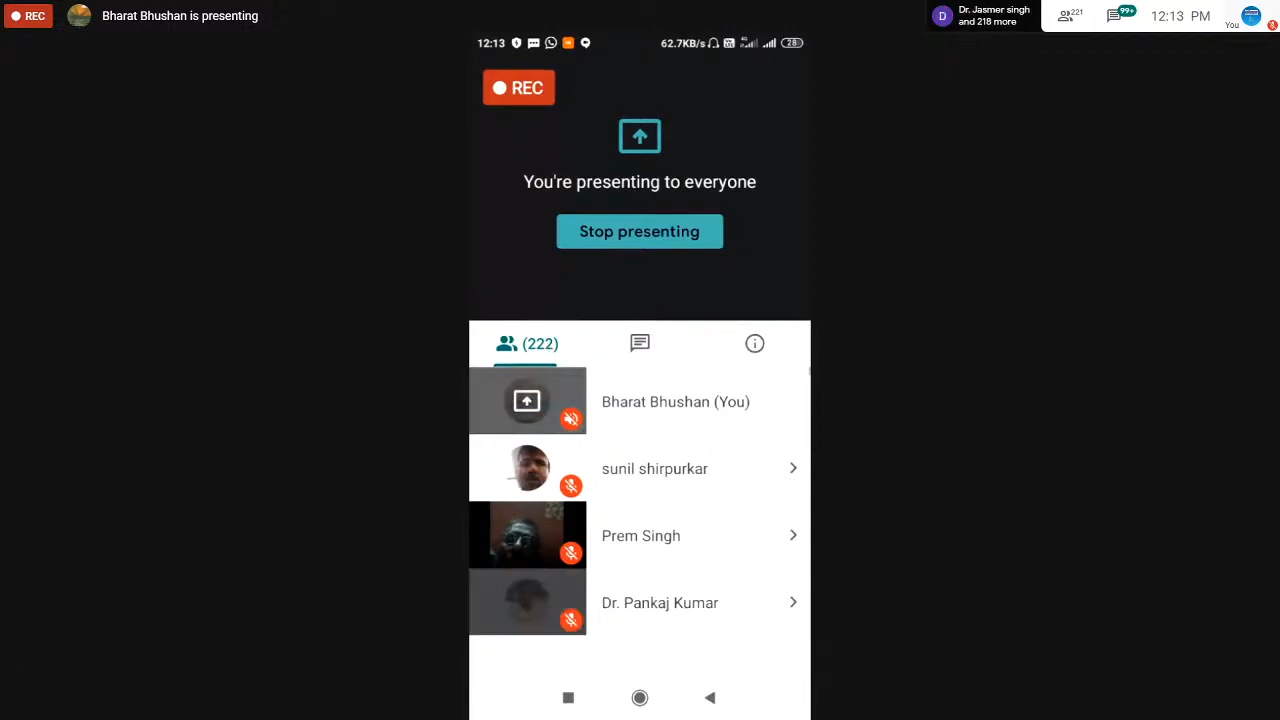 REC
Bharat Bhushan is presenting
Dr. Jasmer singh
and 218 more
D
221
99+
12:13 PM
You
12:13
62.7KB/s
4G
28
REC
You're presenting to everyone
Stop presenting
(222)
Bharat Bhushan (You)
sunil shirpurkar
Prem Singh
Dr. Pankaj Kumar